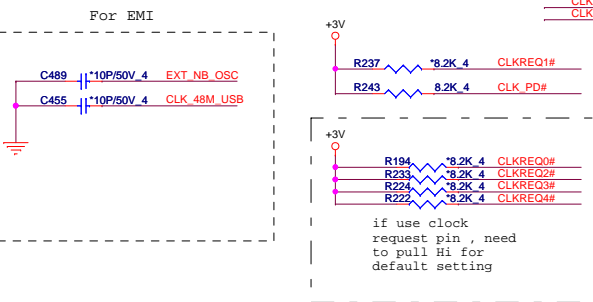 CLK
CLK
For EMI
+3V
R237 *8.2K_4 CLKREQ1#
C489 *10P/50V_4 EXT_NB_OSC
R243 8.2K_4 CLK_PD#
C455 *10P/50V_4 CLK_48M_USB
+3V
R194 *8.2K_4 CLKREQ0#
R233 *8.2K_4 CLKREQ2#
R224 *8.2K_4 CLKREQ3#
R222 *8.2K_4 CLKREQ4#
if use clock
request pin , need
to pull Hi for
default setting